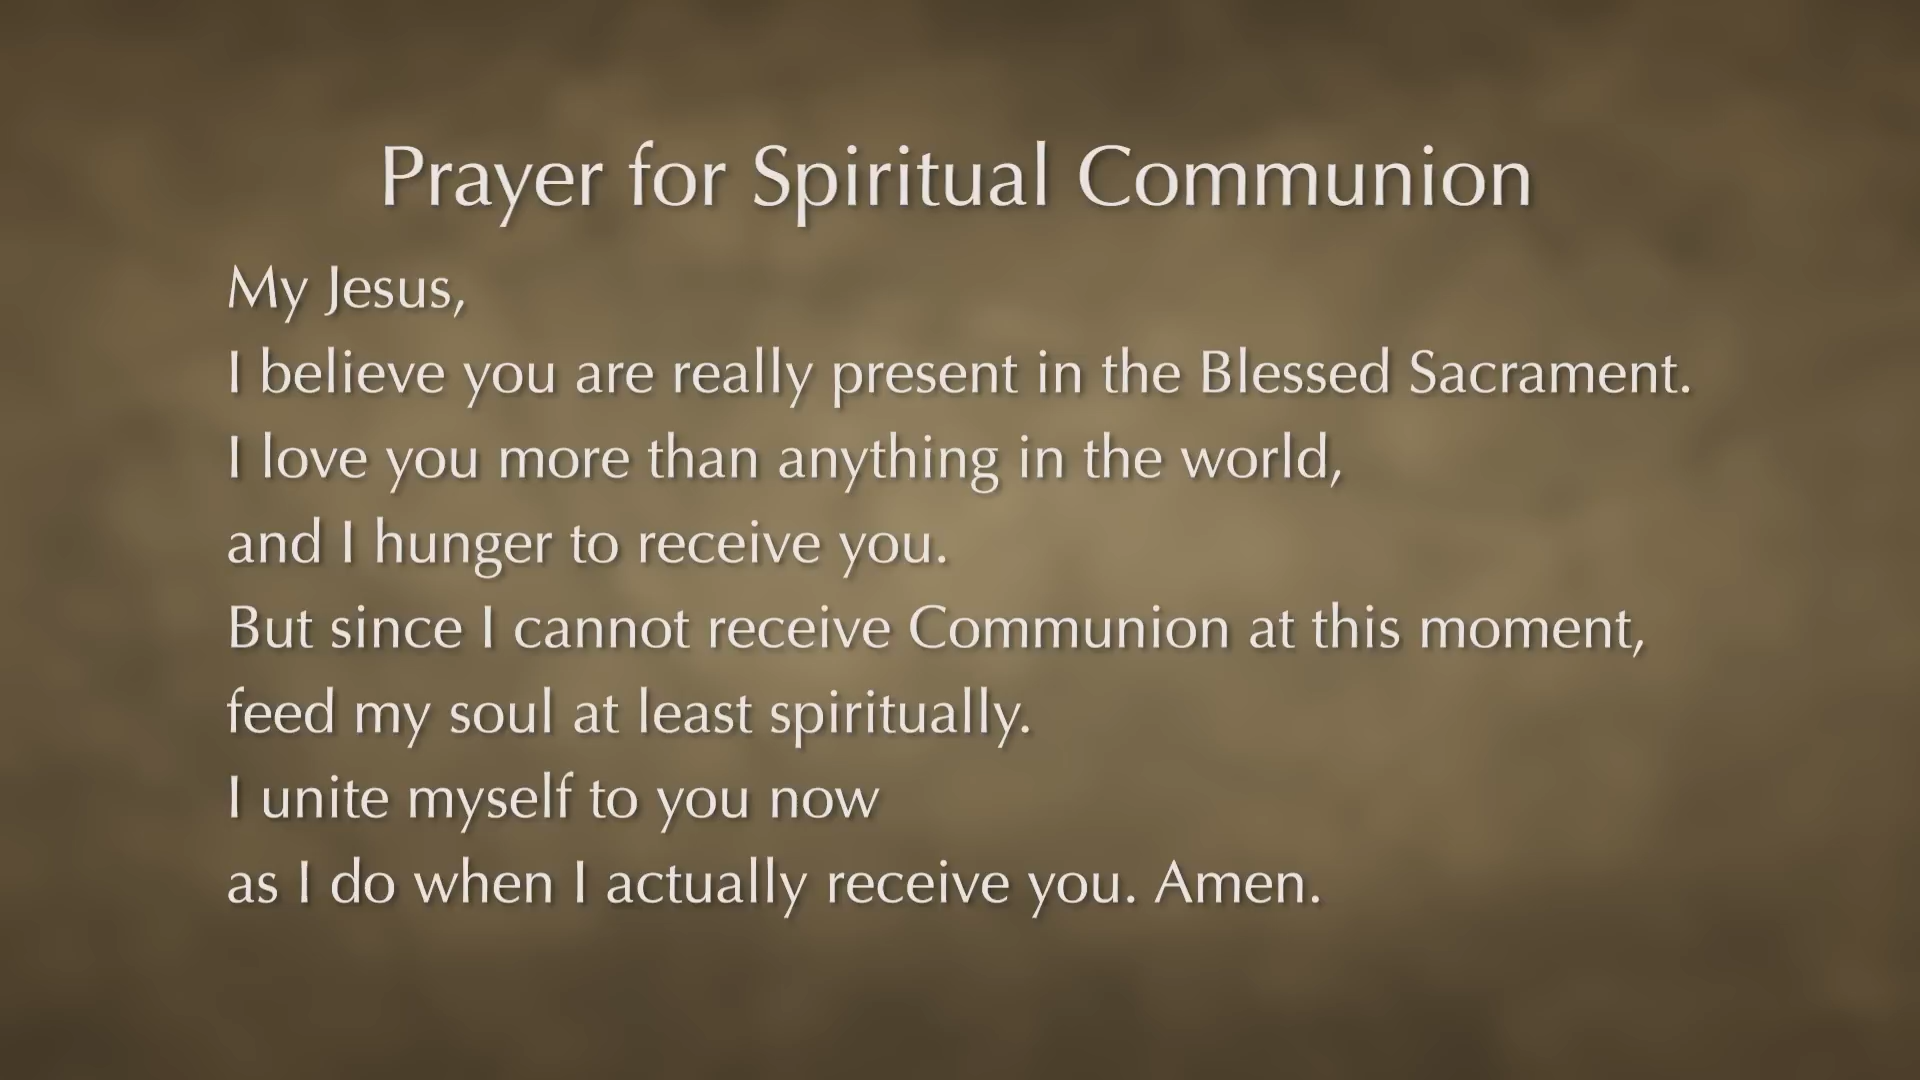 Prayer for Spiritual Communion
My Jesus,
I believe you are really present in the Blessed Sacrament.
I love you more than anything in the world,
and I hunger to receive you.
But since I cannot receive Communion at this moment,
feed my soul at least spiritually.
I unite myself to you now
as I do when I actually receive you. Amen.